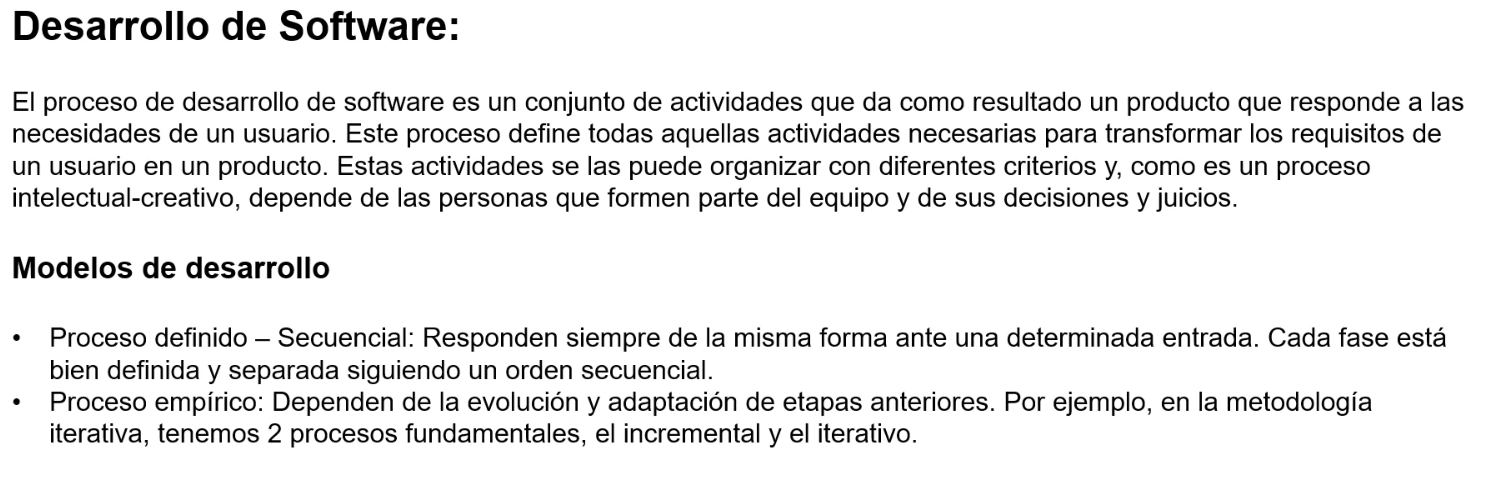 Desarrollo de Software:
El proceso de desarrollo de software es un conjunto de actividades que da como resultado un producto que responde a las
necesidades de un usuario. Este proceso define todas aquellas actividades necesarias para transformar los requisitos de
un usuario en un producto. Estas actividades se las puede organizar con diferentes criterios y, como es un proceso
intelectual-creativo, depende de las personas que formen parte del equipo y de sus decisiones y juicios.
Modelos de desarrollo
• Proceso definido – Secuencial: Responden siempre de la misma forma ante una determinada entrada. Cada fase está
bien definida y separada siguiendo un orden secuencial.
• Proceso empírico: Dependen de la evolución y adaptación de etapas anteriores. Por ejemplo, en la metodología
iterativa, tenemos 2 procesos fundamentales, el incremental y el iterativo.